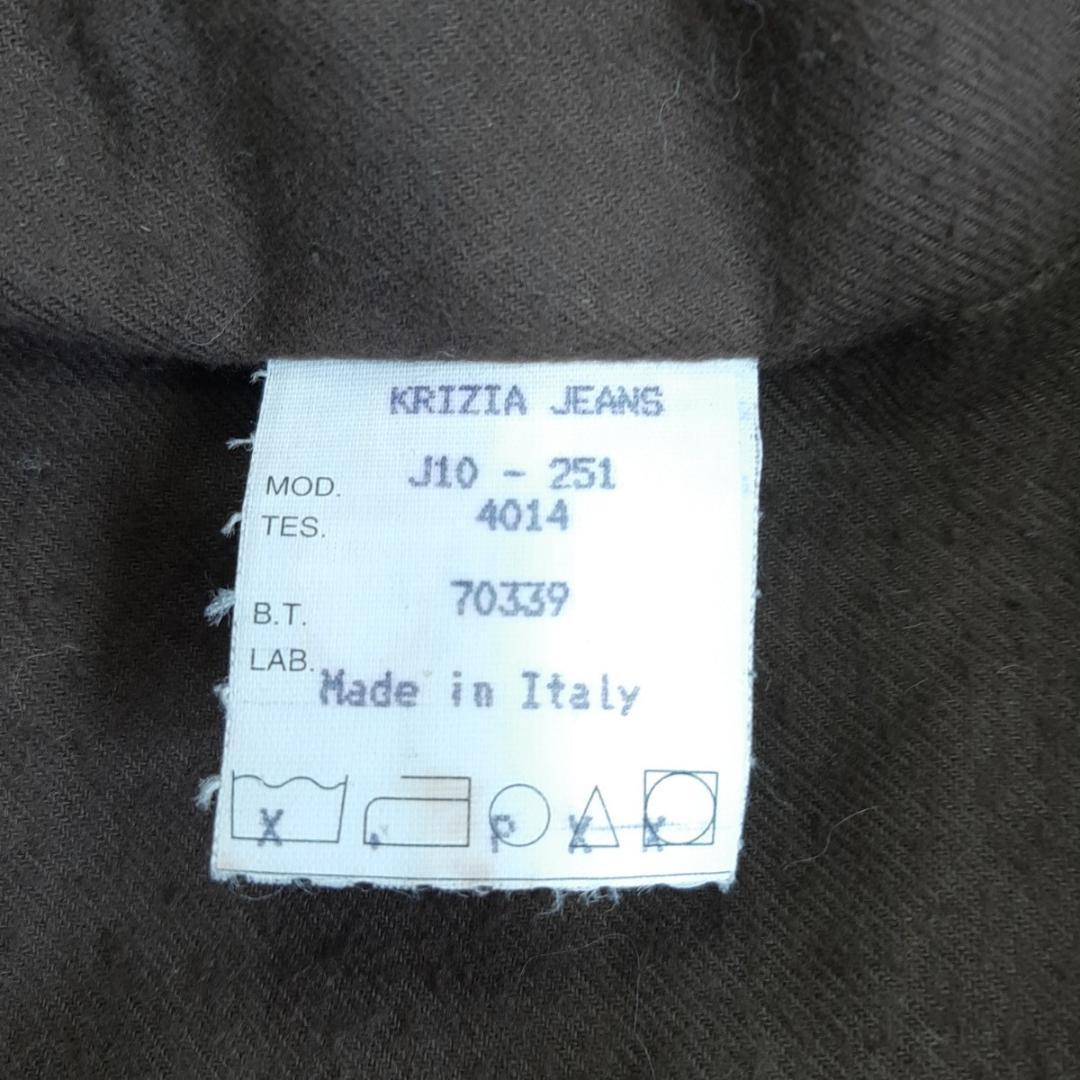 KRIZIA JEANS
MOD. J10 - 251
TES. 4014
B.T. 70339
LAB.
Made in Italy
X . P X X